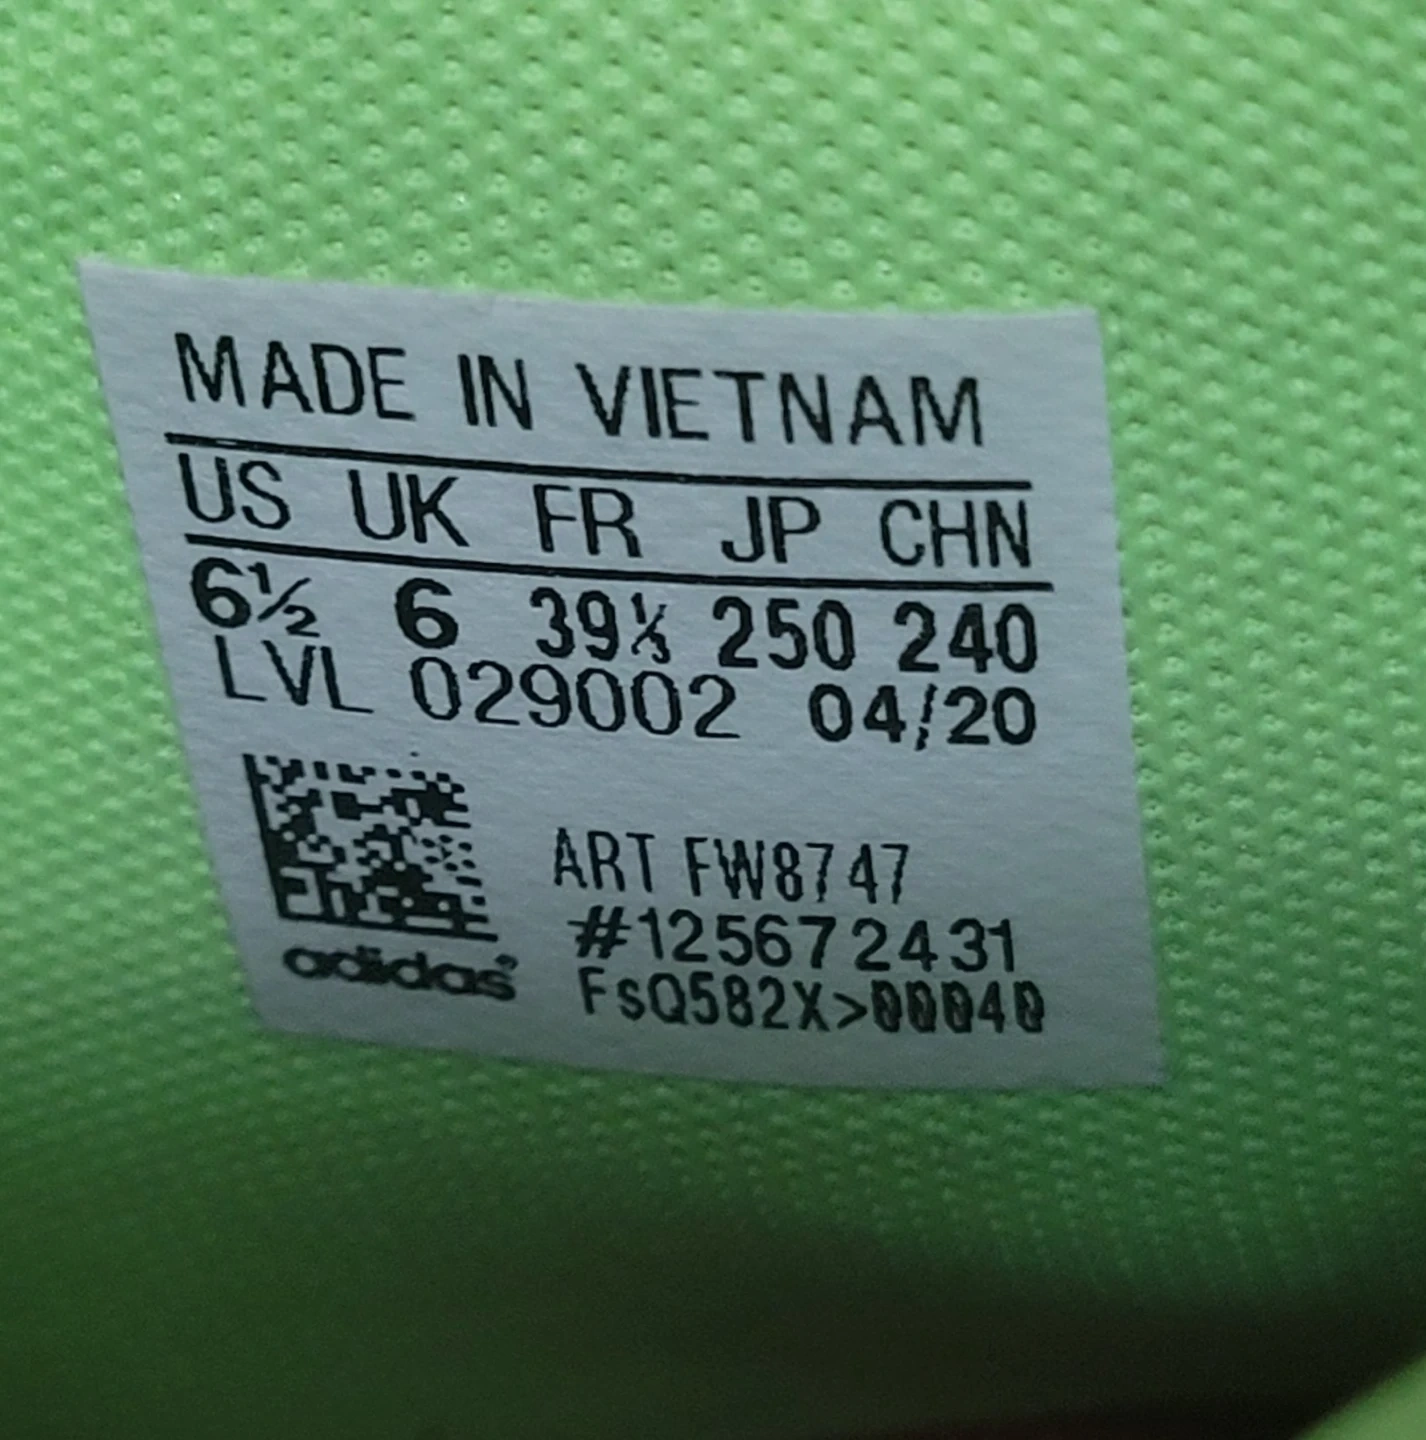 MADE IN VIETNAM
US UK FR JP CHN
6½ 6 39⅓ 250 240
LVL 029002 04/20
ART FW8747
#125672431
FsQ582X>00040
adidas